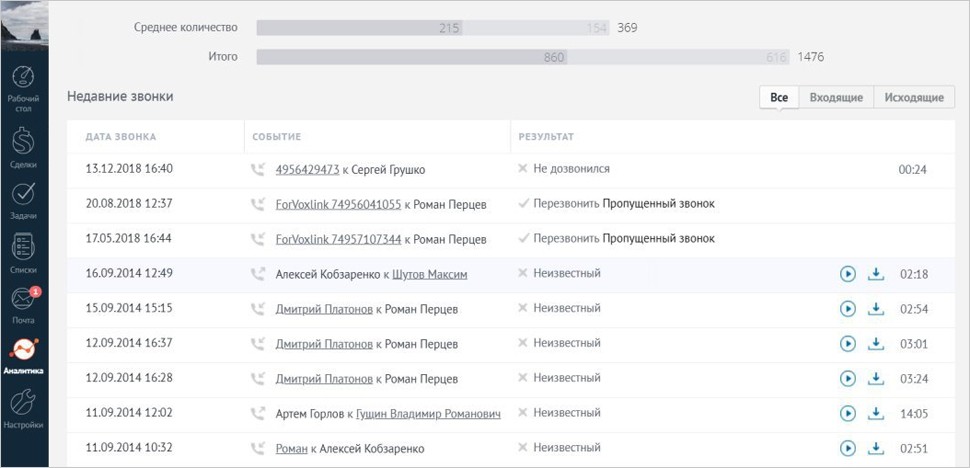 Среднее количество 215 154 369
Итого 860 616 1476
Недавние звонки Все Входящие Исходящие
ДАТА ЗВОНКА СОБЫТИЕ РЕЗУЛЬТАТ
13.12.2018 16:40 4956429473 к Сергей Грушко Не дозвонился 00:24
20.08.2018 12:37 ForVoxlink 74956041055 к Роман Перцев Перезвонить Пропущенный звонок
17.05.2018 16:44 ForVoxlink 74957107344 к Роман Перцев Перезвонить Пропущенный звонок
16.09.2014 12:49 Алексей Кобзаренко к Шутов Максим Неизвестный 02:18
15.09.2014 15:15 Дмитрий Платонов к Роман Перцев Неизвестный 02:54
12.09.2014 16:37 Дмитрий Платонов к Роман Перцев Неизвестный 03:01
12.09.2014 16:28 Дмитрий Платонов к Роман Перцев Неизвестный 03:24
11.09.2014 12:02 Артем Горлов к Гущин Владимир Романович Неизвестный 14:05
11.09.2014 10:32 Роман к Алексей Кобзаренко Неизвестный 02:51
Рабочий
стол
Сделки
Задачи
Списки
1
Почта
Аналитика
Настройки